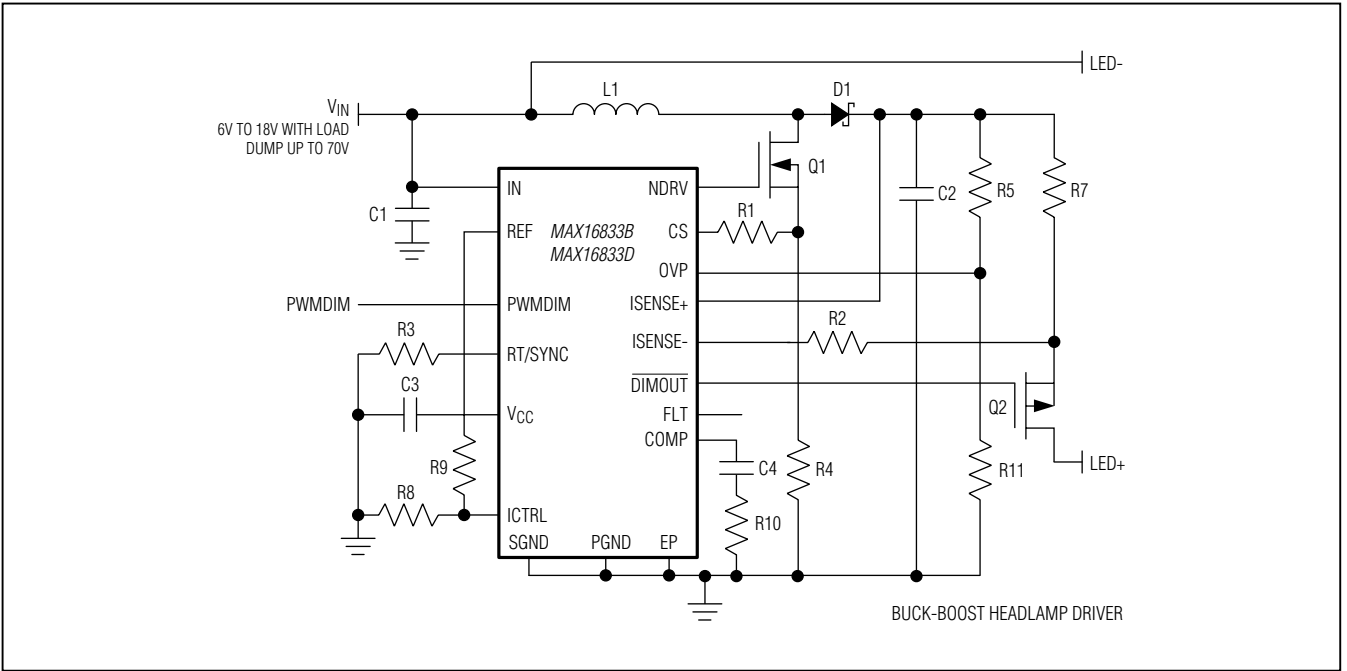 LED-
L1
D1
VIN
6V TO 18V WITH LOAD
DUMP UP TO 70V
Q1
IN
NDRV
C2
R5
R7
C1
R1
REF
MAX16833B
MAX16833D
CS
OVP
PWMDIM
PWMDIM
ISENSE+
R3
RT/SYNC
ISENSE-
R2
C3
DIMOUT
VCC
FLT
Q2
COMP
R9
C4
R4
R11
LED+
R8
ICTRL
R10
SGND
PGND
EP
BUCK-BOOST HEADLAMP DRIVER